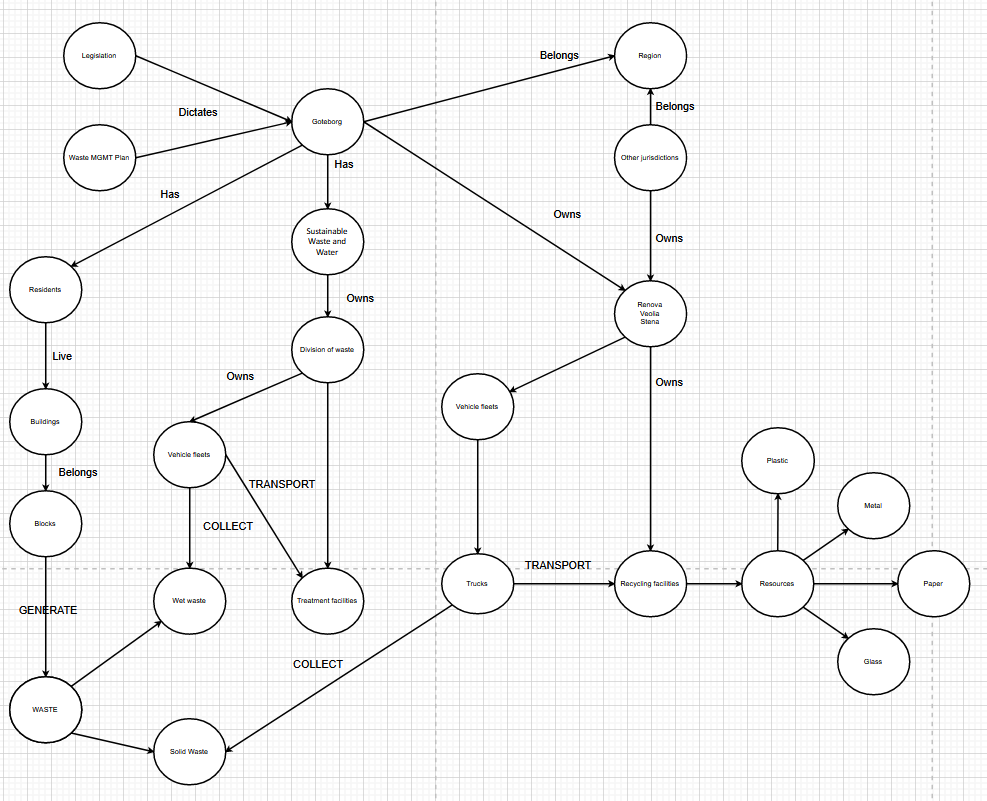 Legislation
Belongs
Region
Dictates
Goteborg
Belongs
Waste MGMT Plan
Has
Other jurisdictions
Has
Owns
Sustainable
Waste and
Water
Owns
Residents
Owns
Renova
Veolia
Stena
Live
Division of waste
Owns
Owns
Vehicle fleets
Buildings
Belongs
Vehicle fleets
TRANSPORT
Plastic
Metal
Blocks
COLLECT
TRANSPORT
GENERATE
Wet waste
Treatment facilities
Trucks
Recycling facilities
Resources
Paper
COLLECT
Glass
WASTE
Solid Waste